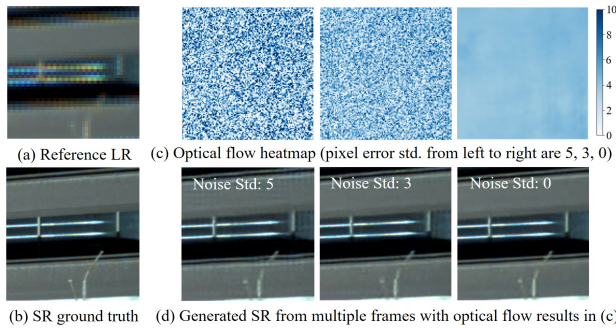 10
8
6
4
2
0
(a) Reference LR
(c) Optical flow heatmap (pixel error std. from left to right are 5, 3, 0)
Noise Std: 5
Noise Std: 3
Noise Std: 0
(b) SR ground truth
(d) Generated SR from multiple frames with optical flow results in (c)